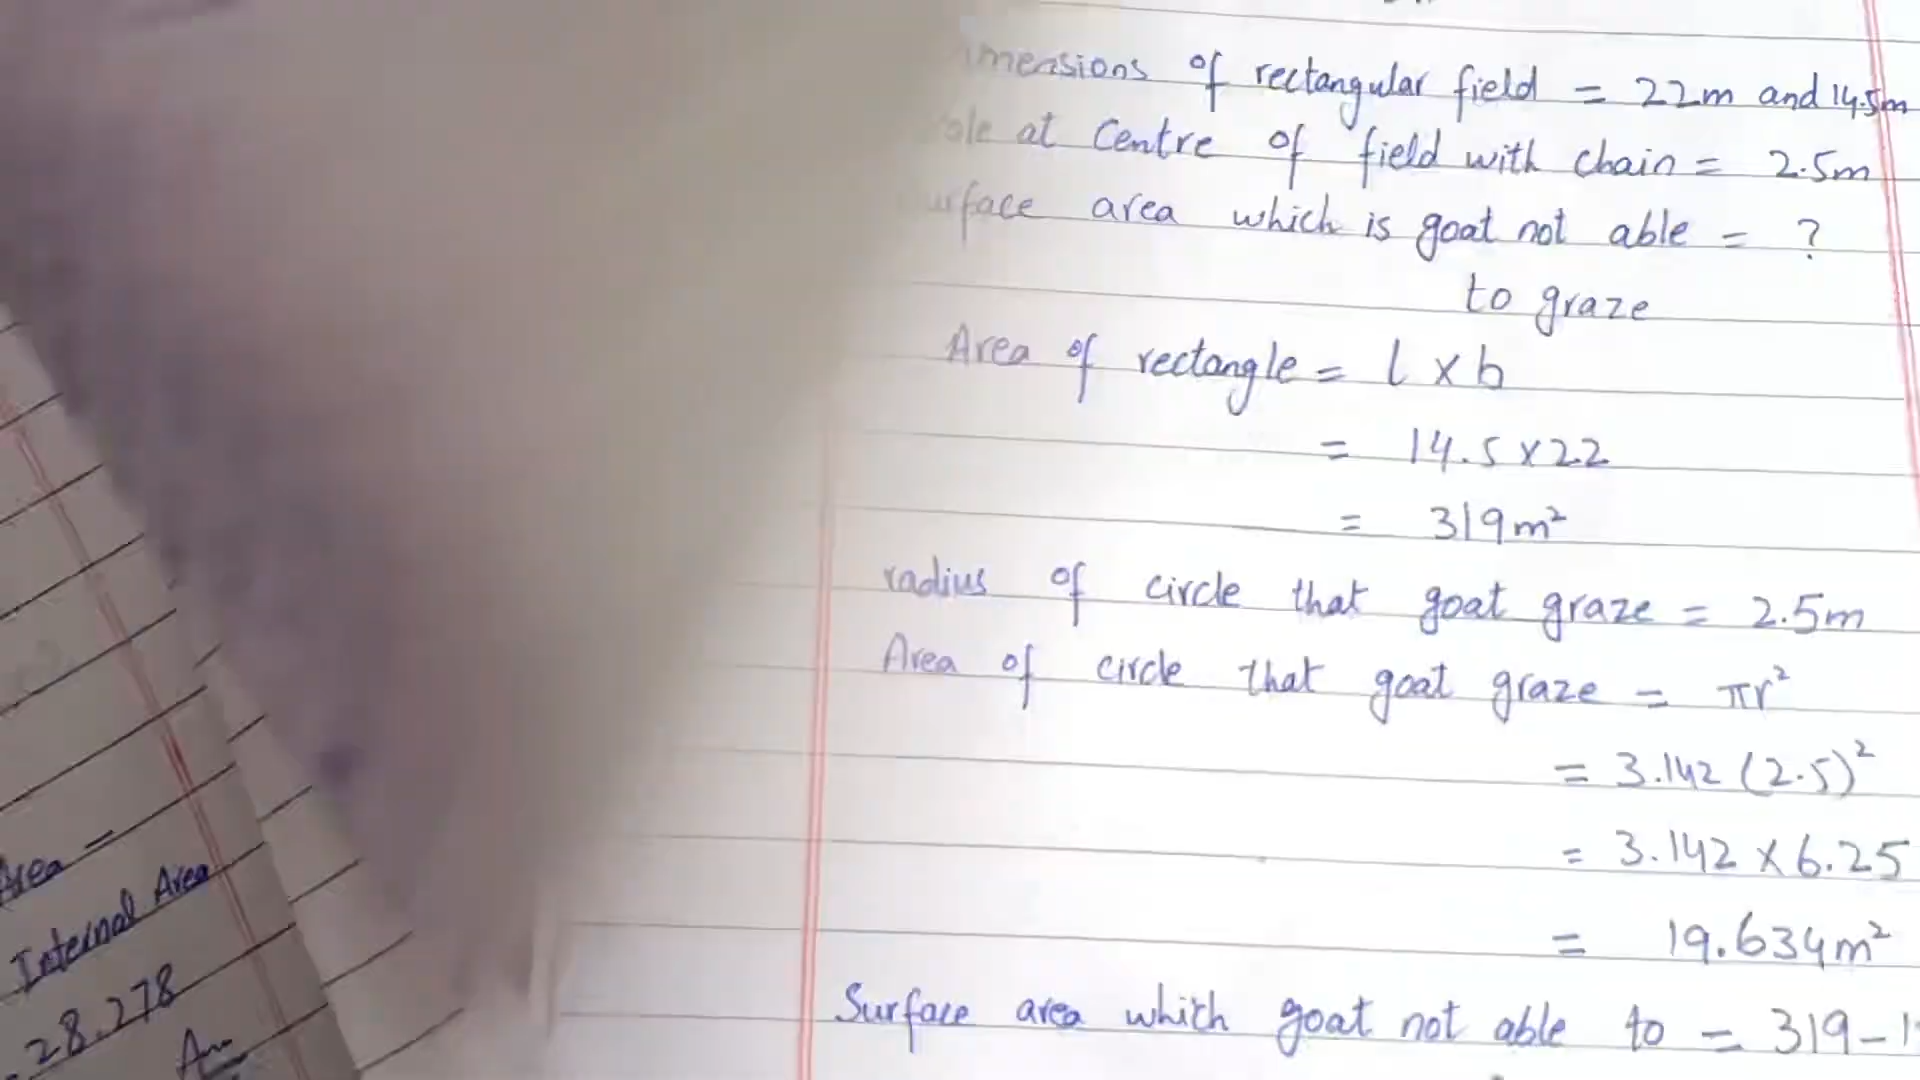 of rectangular field = 22m and 14.5m
at Centre of field with chain = 2.5m
area which is goat not able = ?
to graze
Area of rectangle = l x b
= 14.5 x 22
= 319m²
radius of circle that goat graze = 2.5m
Area of circle that goat graze = πr²
= 3.142 (2.5)²
= 3.142 x 6.25
= 19.634m²
Surface area which goat not able to = 319 - 1
Area
Internal Area
28.278
Ans